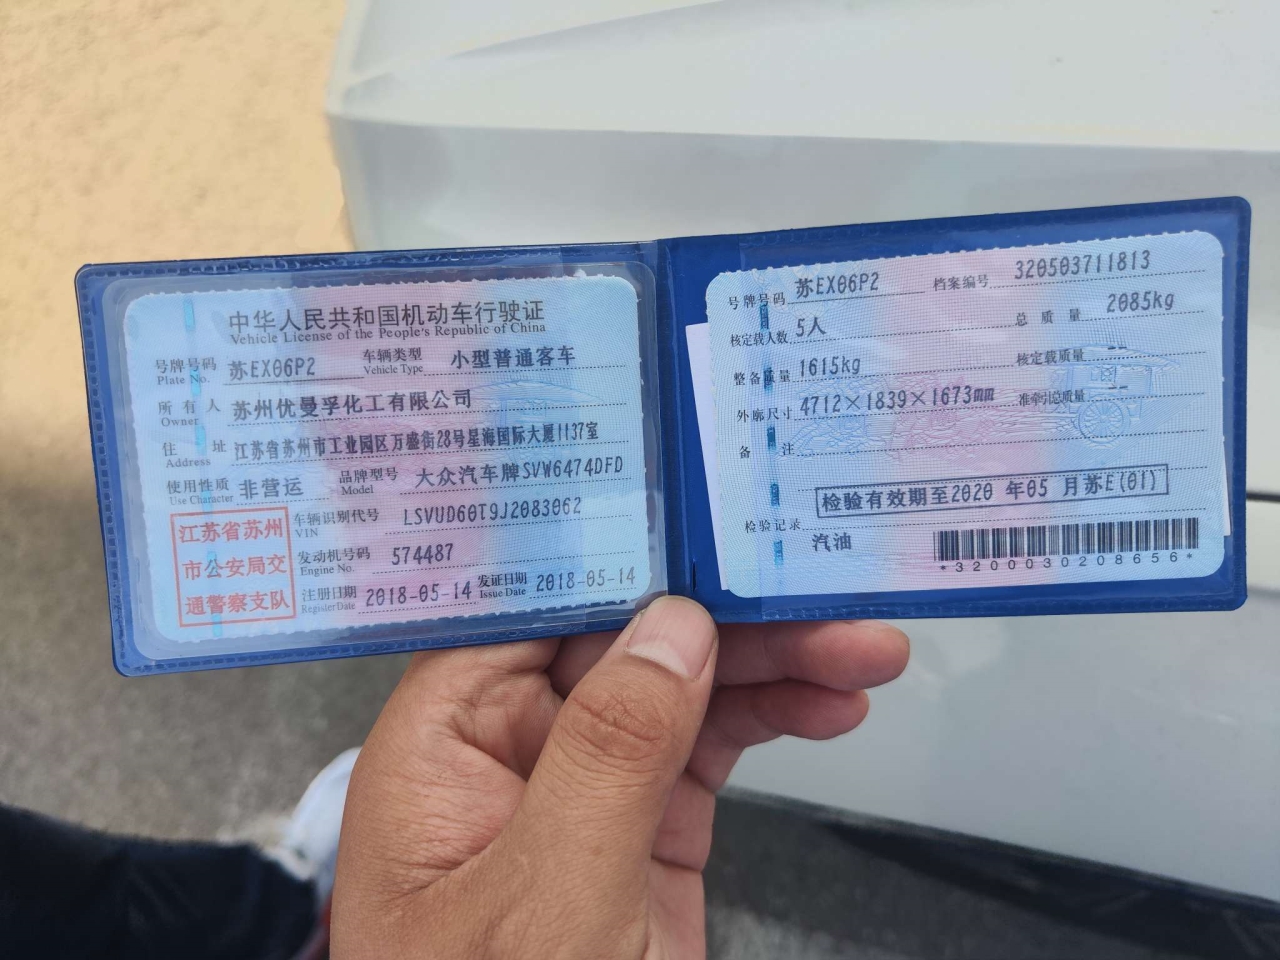 中华人民共和国机动车行驶证
Vehicle License of the People's Republic of China
号牌号码 苏EX06P2 车辆类型 小型普通客车
Plate No. Vehicle Type
所有人 苏州优曼孚化工有限公司
Owner
住址 江苏省苏州市工业园区万盛街28号星海国际大厦1137室
Address
使用性质 非营运 品牌型号 大众汽车牌SVW6474DFD
Use Character Model
江苏省苏州
市公安局交
通警察支队
车辆识别代号 LSVUD60T9J2083062
VIN
发动机号码 574487
Engine No.
注册日期 2018-05-14 发证日期 2018-05-14
Register Date Issue Date
号牌号码 苏EX06P2 档案编号 320503711813
核定载人数 5人 总质量 2085kg
整备质量 1615kg 核定载质量 --
外廓尺寸 4712×1839×1673mm 准牵引总质量 --
备注
检验有效期至2020 年05 月苏E(01)
检验记录
汽油
*3200030208656*